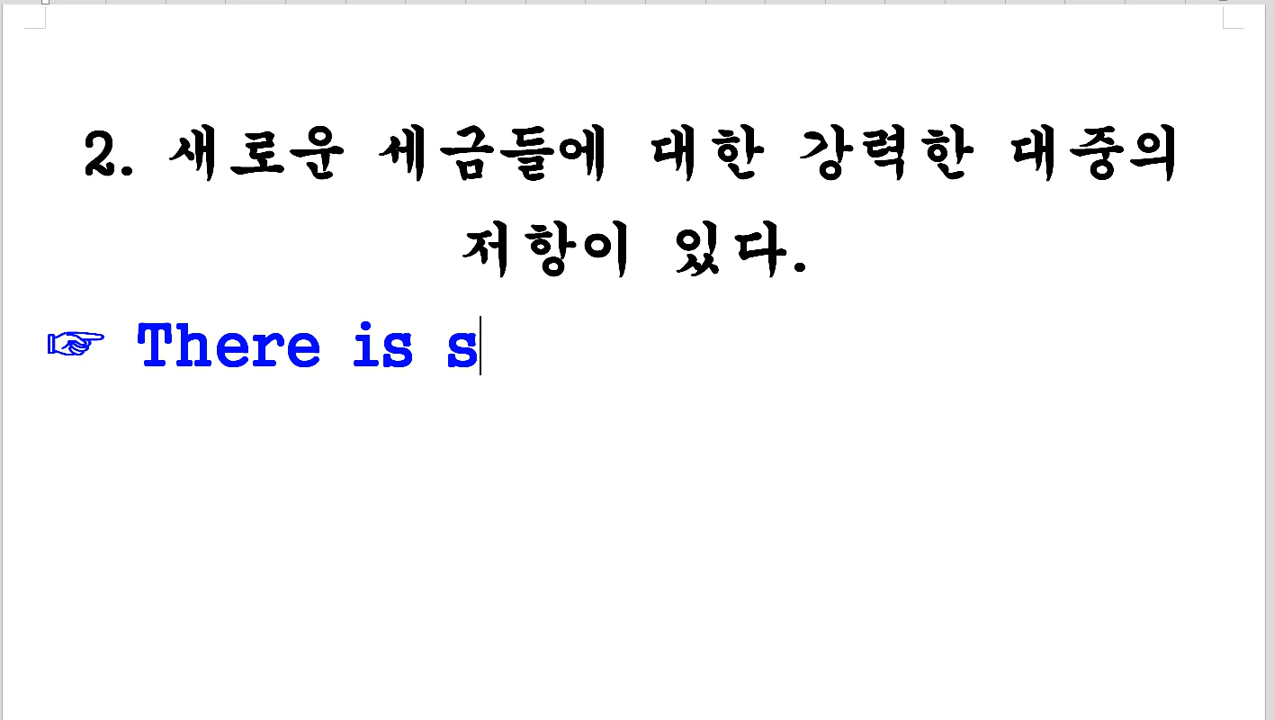 2. 새로운 세금들에 대한 강력한 대중의
저항이 있다.
☞ There is s